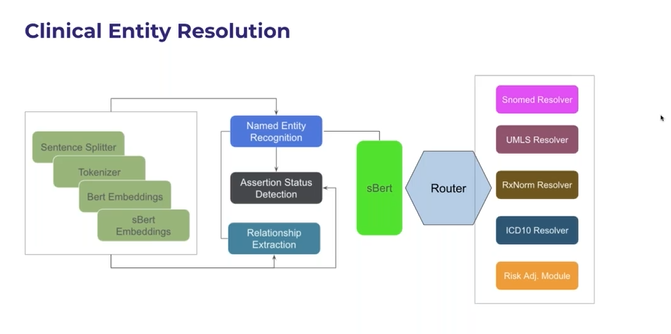 Clinical Entity Resolution
Sentence Splitter
Tokenizer
Bert Embeddings
sBert
Embeddings
Named Entity
Recognition
Assertion Status
Detection
Relationship
Extraction
sBert
Router
Snomed Resolver
UMLS Resolver
RxNorm Resolver
ICD10 Resolver
Risk Adj. Module